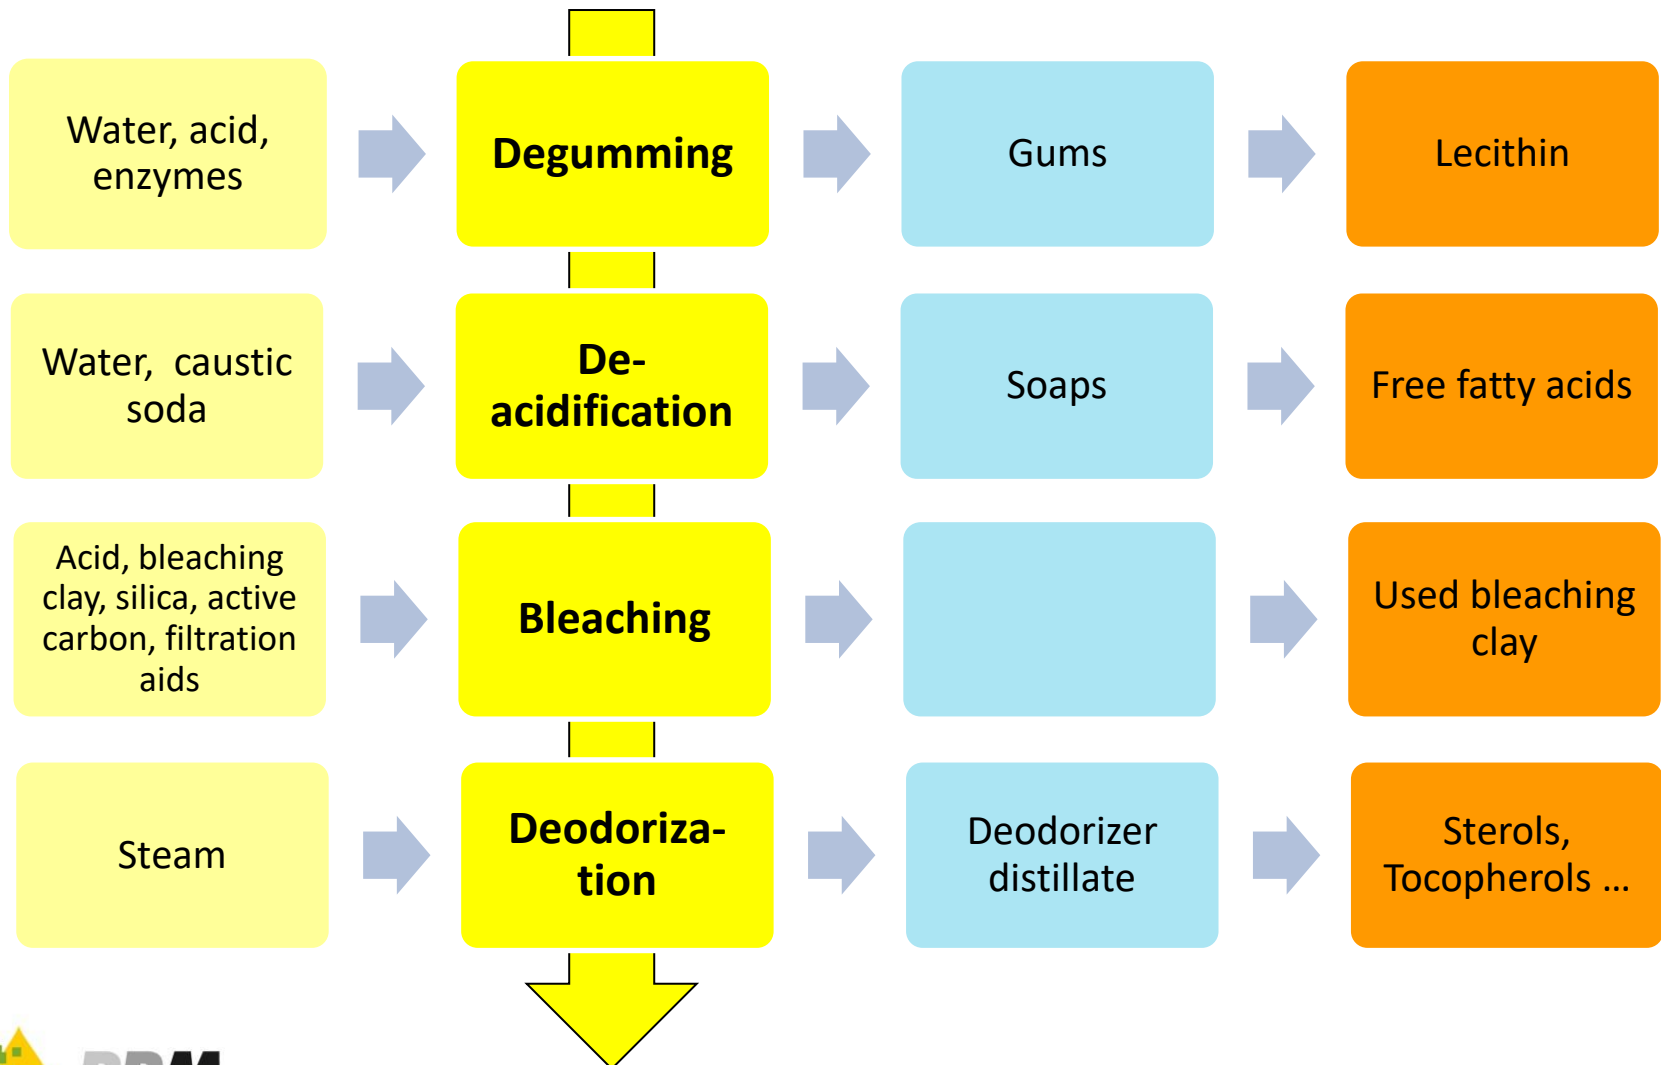 Water, acid,
enzymes
Degumming
Gums
Lecithin
Water, caustic
soda
De-
acidification
Soaps
Free fatty acids
Acid, bleaching
clay, silica, active
carbon, filtration
aids
Bleaching
Used bleaching
clay
Steam
Deodoriza-
tion
Deodorizer
distillate
Sterols,
Tocopherols ...